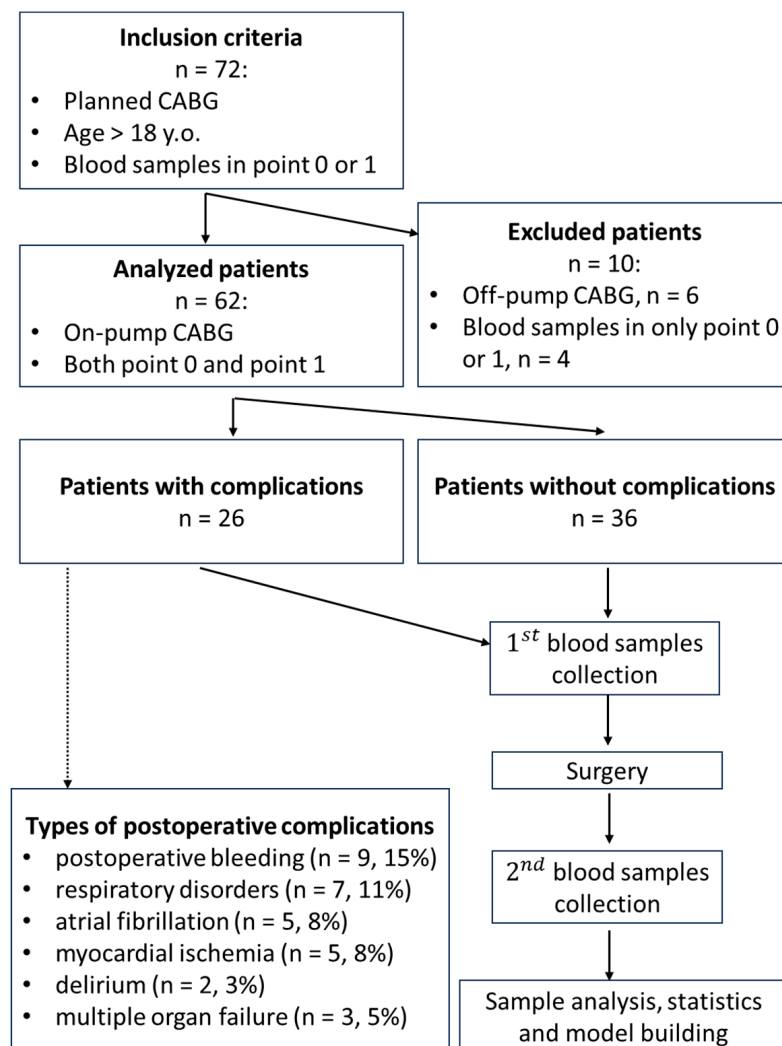 Inclusion criteria
n = 72:
• Planned CABG
• Age > 18 y.o.
• Blood samples in point 0 or 1
Excluded patients
n = 10:
• Off-pump CABG, n = 6
• Blood samples in only point 0
or 1, n = 4
Analyzed patients
n = 62:
• On-pump CABG
• Both point 0 and point 1
Patients with complications
n = 26
Patients without complications
n = 36
1st blood samples
collection
Surgery
2nd blood samples
collection
Sample analysis, statistics
and model building
Types of postoperative complications
• postoperative bleeding (n = 9, 15%)
• respiratory disorders (n = 7, 11%)
• atrial fibrillation (n = 5, 8%)
• myocardial ischemia (n = 5, 8%)
• delirium (n = 2, 3%)
• multiple organ failure (n = 3, 5%)